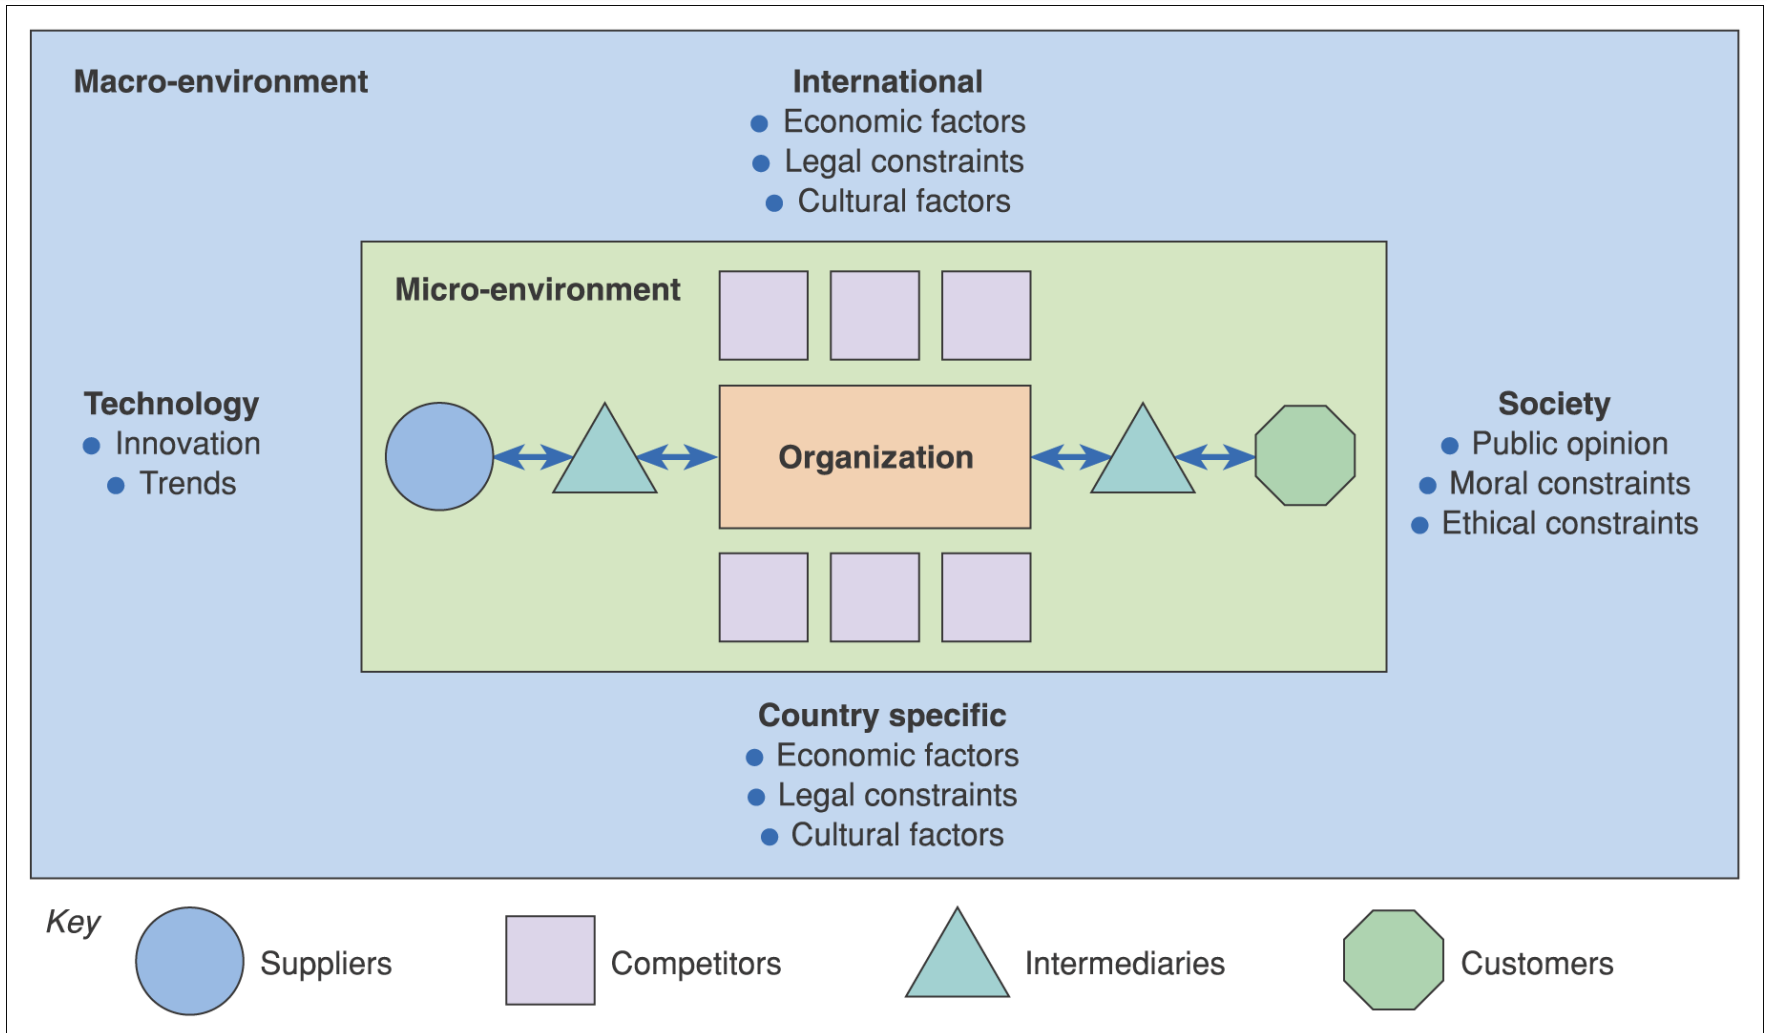 Macro-environment
International
Economic factors
Legal constraints
Cultural factors
Micro-environment
Technology
Innovation
Trends
Organization
Society
Public opinion
Moral constraints
Ethical constraints
Country specific
Economic factors
Legal constraints
Cultural factors
Key
Suppliers
Competitors
Intermediaries
Customers